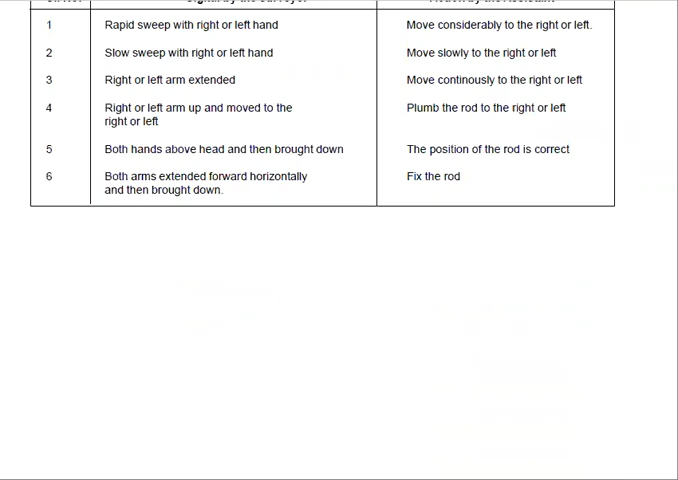 1 Rapid sweep with right or left hand Move considerably to the right or left.
2 Slow sweep with right or left hand Move slowly to the right or left
3 Right or left arm extended Move continously to the right or left
4 Right or left arm up and moved to the Plumb the rod to the right or left
right or left
5 Both hands above head and then brought down The position of the rod is correct
6 Both arms extended forward horizontally Fix the rod
and then brought down.